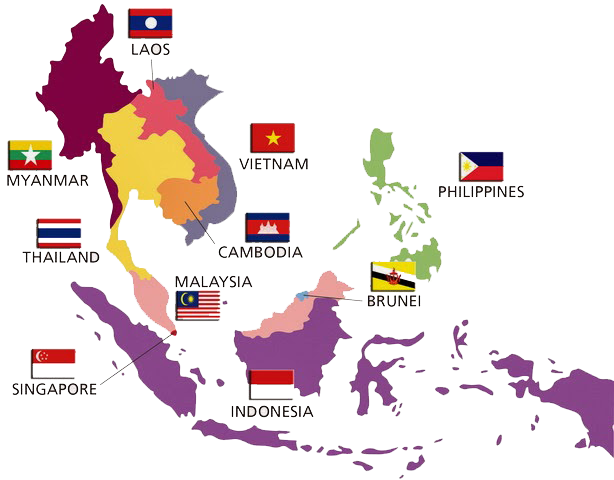 LAOS
VIETNAM
MYANMAR
PHILIPPINES
THAILAND
CAMBODIA
MALAYSIA
BRUNEI
SINGAPORE
INDONESIA